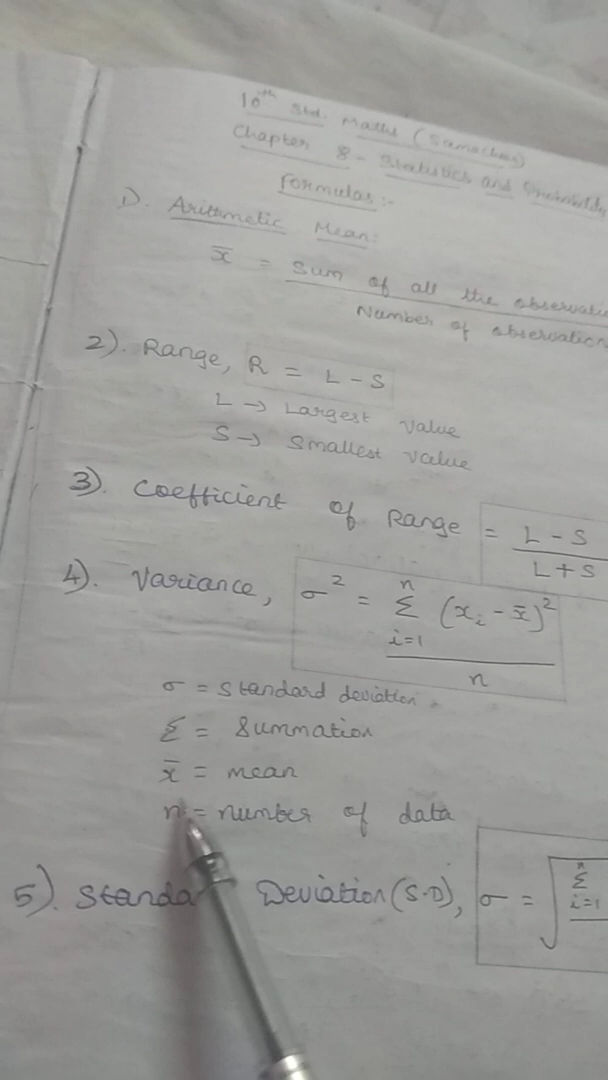 10th Std. Maths (Samacheer)
Chapter 8 - Statistics and Probability
Formulas:-
1). Arithmetic Mean:
x̄ = Sum of all the observatio
Number of observation
2). Range, R = L - S
L → Largest value
S → Smallest value
3). Coefficient of Range = L - S
L + S
4). Variance, σ² = n Σ i=1 (xᵢ - x̄)²
n
σ = Standard deviation.
Σ = Summation
x̄ = mean
n = number of data
5). Standa Deviation (S.D), σ = √ n Σ i=1